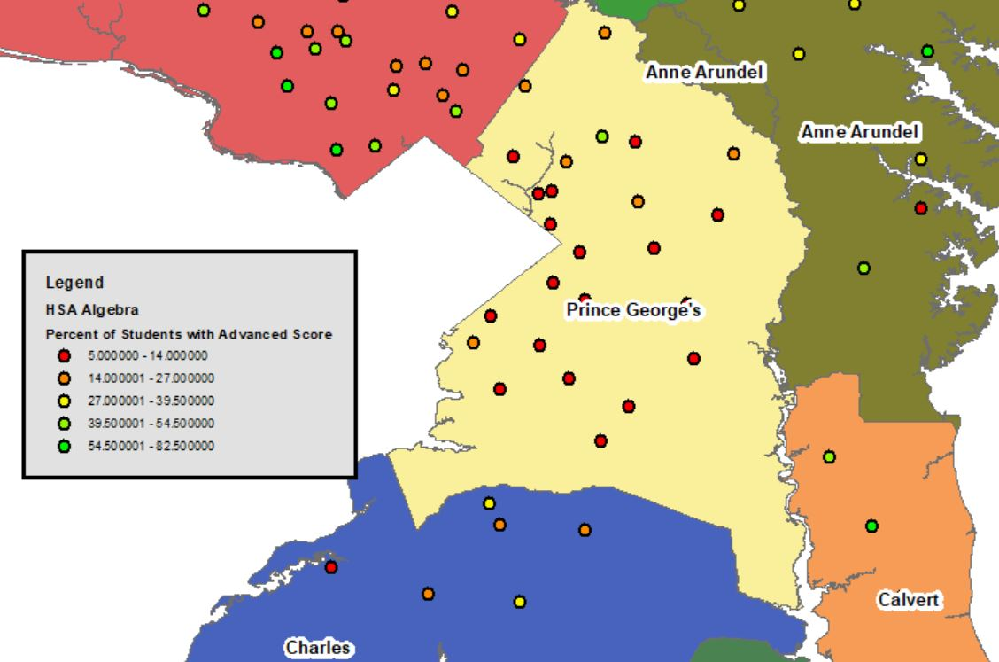 Anne Arundel
Anne Arundel
Legend
HSA Algebra
Percent of Students with Advanced Score
5.000000 - 14.000000
14.000001 - 27.000000
27.000001 - 39.500000
39.500001 - 54.500000
54.500001 - 82.500000
Prince George's
Calvert
Charles